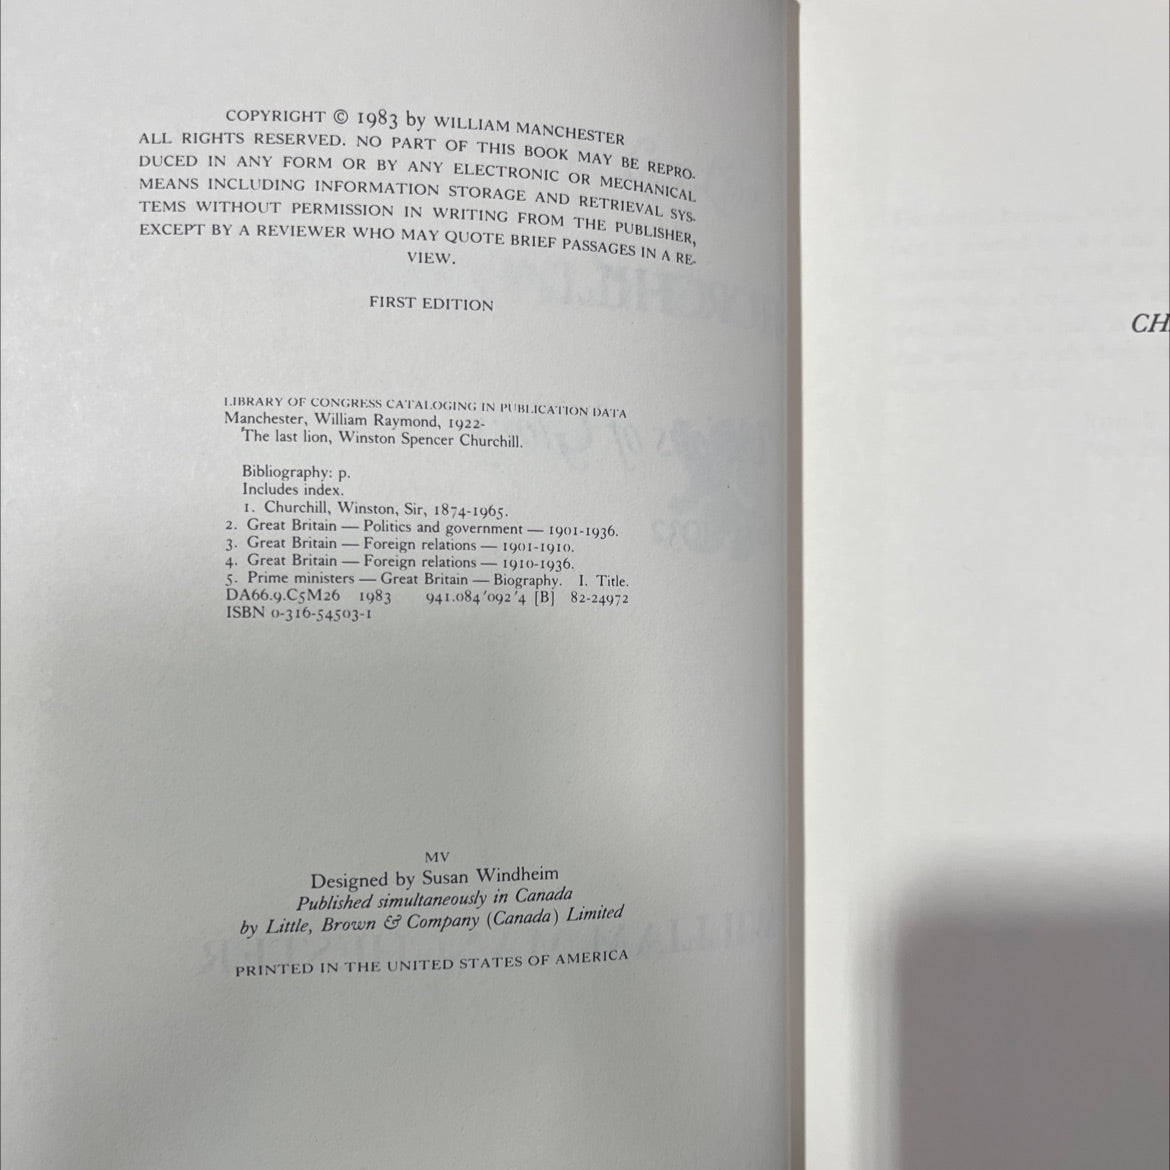 COPYRIGHT © 1983 by WILLIAM MANCHESTER
ALL RIGHTS RESERVED. NO PART OF THIS BOOK MAY BE REPRO-
DUCED IN ANY FORM OR BY ANY ELECTRONIC OR MECHANICAL
MEANS INCLUDING INFORMATION STORAGE AND RETRIEVAL SYS-
TEMS WITHOUT PERMISSION IN WRITING FROM THE PUBLISHER,
EXCEPT BY A REVIEWER WHO MAY QUOTE BRIEF PASSAGES IN A RE-
VIEW.
FIRST EDITION
LIBRARY OF CONGRESS CATALOGING IN PUBLICATION DATA
Manchester, William Raymond, 1922-
The last lion, Winston Spencer Churchill.
Bibliography: p.
Includes index.
1. Churchill, Winston, Sir, 1874-1965.
2. Great Britain — Politics and government — 1901-1936.
3. Great Britain — Foreign relations — 1901-1910.
4. Great Britain — Foreign relations — 1910-1936.
5. Prime ministers — Great Britain — Biography. I. Title.
DA66.9.C5M26 1983 941.084'092'4 [B] 82-24972
ISBN 0-316-54503-1
MV
Designed by Susan Windheim
Published simultaneously in Canada
by Little, Brown & Company (Canada) Limited
PRINTED IN THE UNITED STATES OF AMERICA
CH